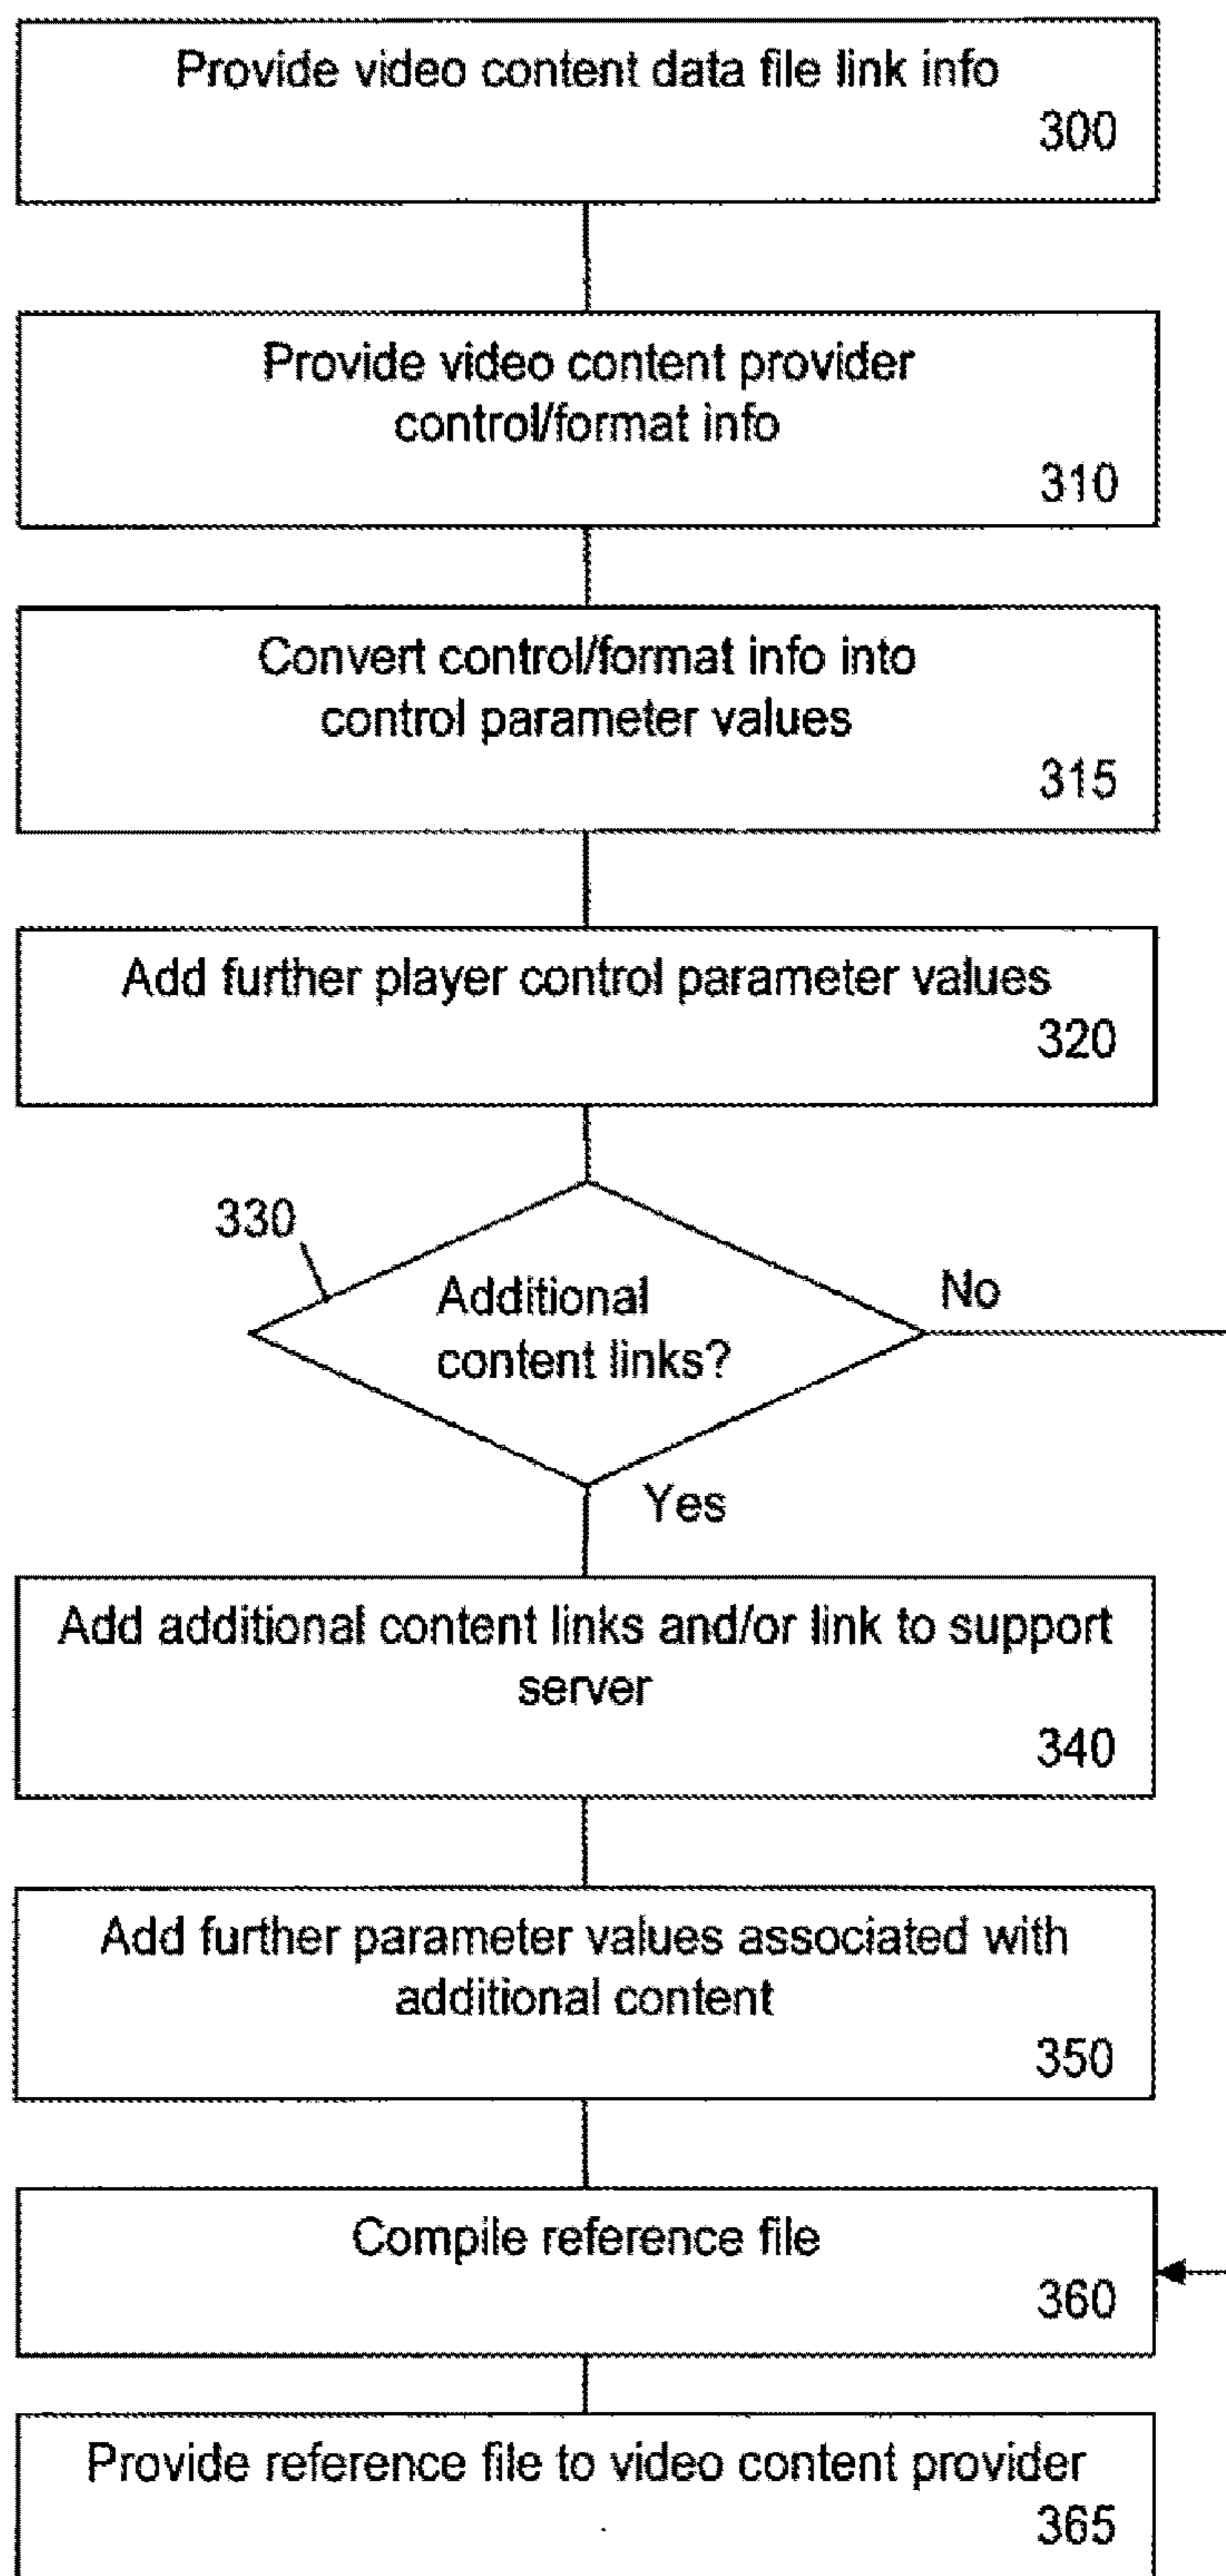 Provide video content data file link info
300
Provide video content provider
control/format info
310
Convert control/format info into
control parameter values
315
Add further player control parameter values
320
330
Additional
content links?
No
Yes
Add additional content links and/or link to support
server
340
Add further parameter values associated with
additional content
350
Compile reference file
360
Provide reference file to video content provider
365